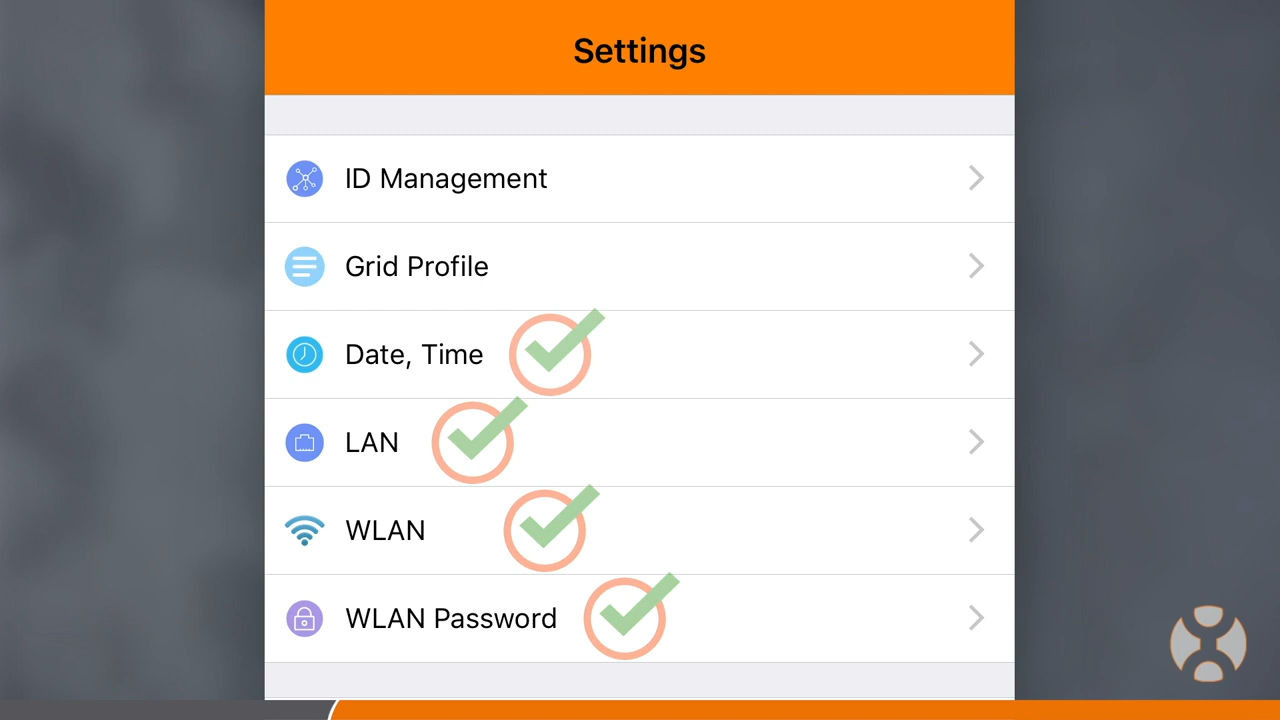 Settings
ID Management
Grid Profile
Date, Time
LAN
WLAN
WLAN Password